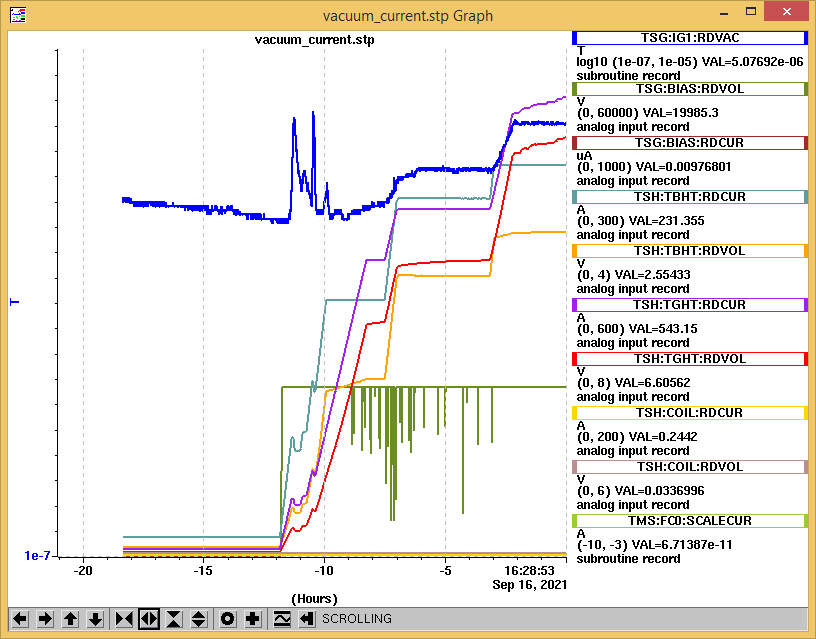 vacuum_current.stp Graph
vacuum_current.stp
T
1e-7
-20
-15
-10
-5
16:28:53
Sep 16, 2021
(Hours)
TSG:IG1:RDVAC
T
log10 (1e-07, 1e-05) VAL=5.07692e-06
subroutine record
TSG:BIAS:RDVOL
V
(0, 60000) VAL=19985.3
analog input record
TSG:BIAS:RDCUR
uA
(0, 1000) VAL=0.00976801
analog input record
TSH:TBHT:RDCUR
A
(0, 300) VAL=231.355
analog input record
TSH:TBHT:RDVOL
V
(0, 4) VAL=2.55433
analog input record
TSH:TGHT:RDCUR
A
(0, 600) VAL=543.15
analog input record
TSH:TGHT:RDVOL
V
(0, 8) VAL=6.60562
analog input record
TSH:COIL:RDCUR
A
(0, 200) VAL=0.2442
analog input record
TSH:COIL:RDVOL
V
(0, 6) VAL=0.0336996
analog input record
TMS:FC0:SCALECUR
A
(-10, -3) VAL=6.71387e-11
subroutine record
SCROLLING